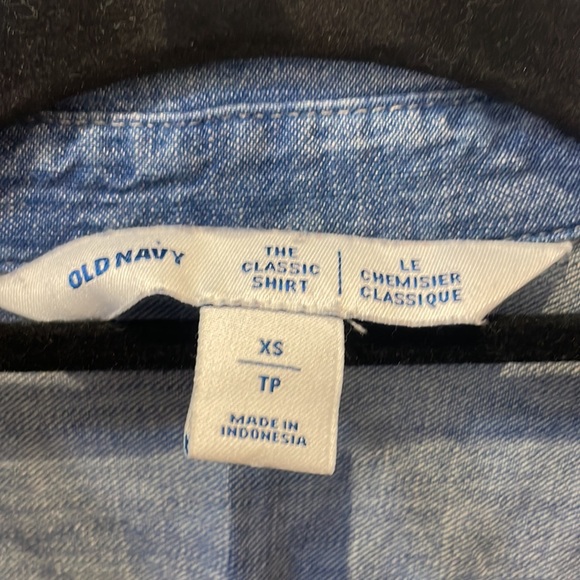 OLD NAVY
THE
CLASSIC
SHIRT
LE
CHEMISIER
CLASSIQUE
XS
TP
MADE IN
INDONESIA